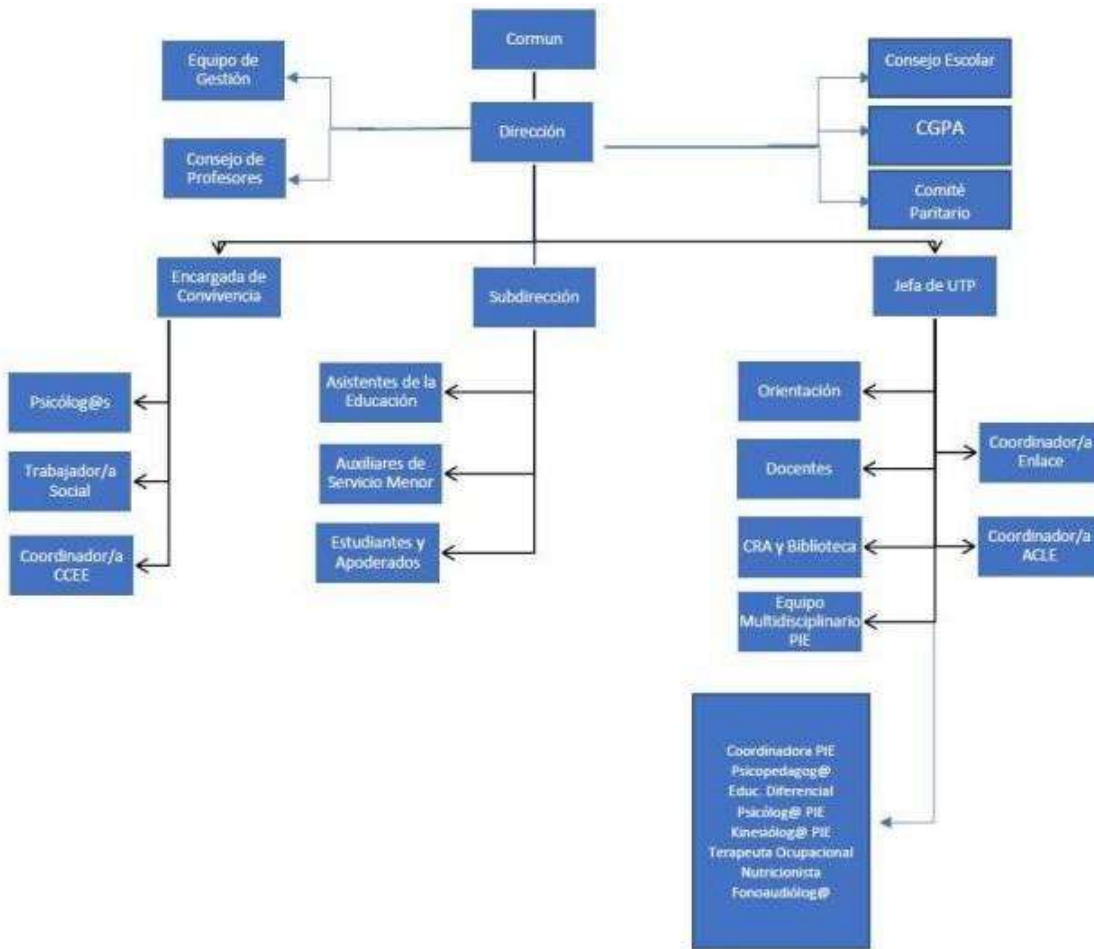 Cormun
Equipo de
Gestión
Consejo Escolar
Dirección
CGPA
Consejo de
Profesores
Comité
Paritario
Encargada de
Convivencia
Subdirección
Jefa de UTP
Psicólog@s
Trabajador/a
Social
Coordinador/a
CCEE
Asistentes de la
Educación
Auxiliares de
Servicio Menor
Estudiantes y
Apoderados
Orientación
Docentes
CRA y Biblioteca
Equipo
Multidisciplinario
PIE
Coordinador/a
Enlace
Coordinador/a
ACLE
Coordinadora PIE
Psicopedagog@
Educ. Diferencial
Psicólog@ PIE
Kinesiólog@ PIE
Terapeuta Ocupacional
Nutricionista
Fonoaudiólog@